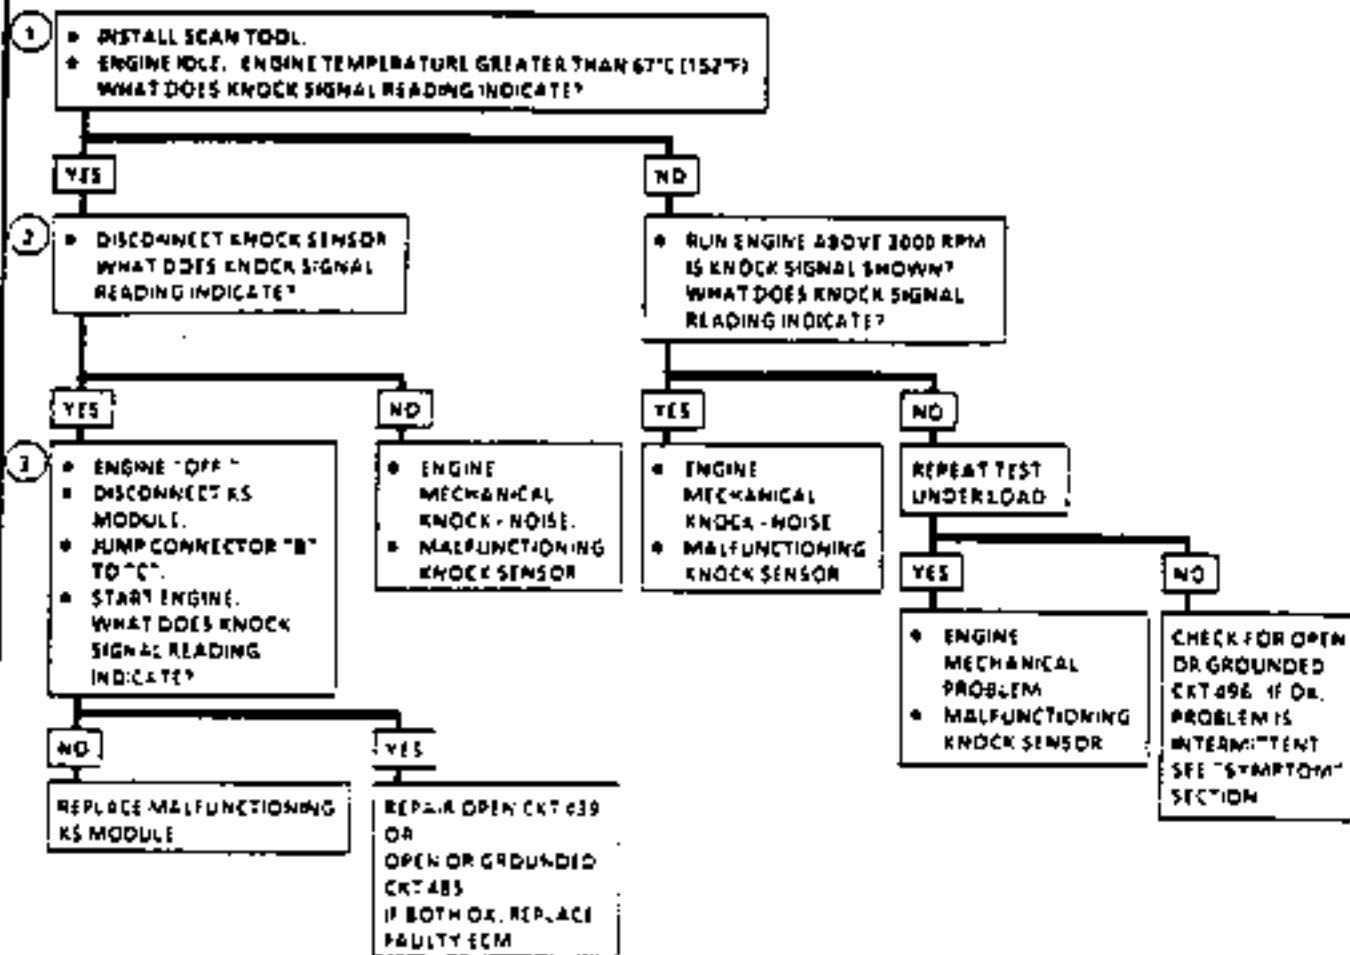 1
• INSTALL SCAN TOOL.
• ENGINE IDLE. ENGINE TEMPERATURE GREATER THAN 67°C (152°F)
WHAT DOES KNOCK SIGNAL READING INDICATE?
YES
NO
2
• DISCONNECT KNOCK SENSOR
WHAT DOES KNOCK SIGNAL
READING INDICATE?
• RUN ENGINE ABOVE RPM
IS KNOCK SIGNAL SHOWN?
WHAT DOES KNOCK SIGNAL
READING INDICATE?
YES
NO
YES
NO
3
• ENGINE "OFF."
• DISCONNECT KS
MODULE.
• JUMP CONNECTOR "B"
TO "C".
• START ENGINE.
WHAT DOES KNOCK
SIGNAL READING
INDICATE?
• ENGINE
MECHANICAL
KNOCK - NOISE.
• MALFUNCTIONING
KNOCK SENSOR
• ENGINE
MECHANICAL
KNOCK - NOISE
• MALFUNCTIONING
KNOCK SENSOR
REPEAT TEST
UNDER LOAD
YES
NO
• ENGINE
MECHANICAL
PROBLEM
• MALFUNCTIONING
KNOCK SENSOR
CHECK FOR OPEN
OR GROUNDED
CKT 496. IF OK,
PROBLEM IS
INTERMITTENT
SEE "SYMPTOM"
SECTION
NO
YES
REPLACE MALFUNCTIONING
KS MODULE
REPAIR OPEN CKT 439
OR
OPEN OR GROUNDED
CKT 485
IF BOTH OK, REPLACE
FAULTY ECM